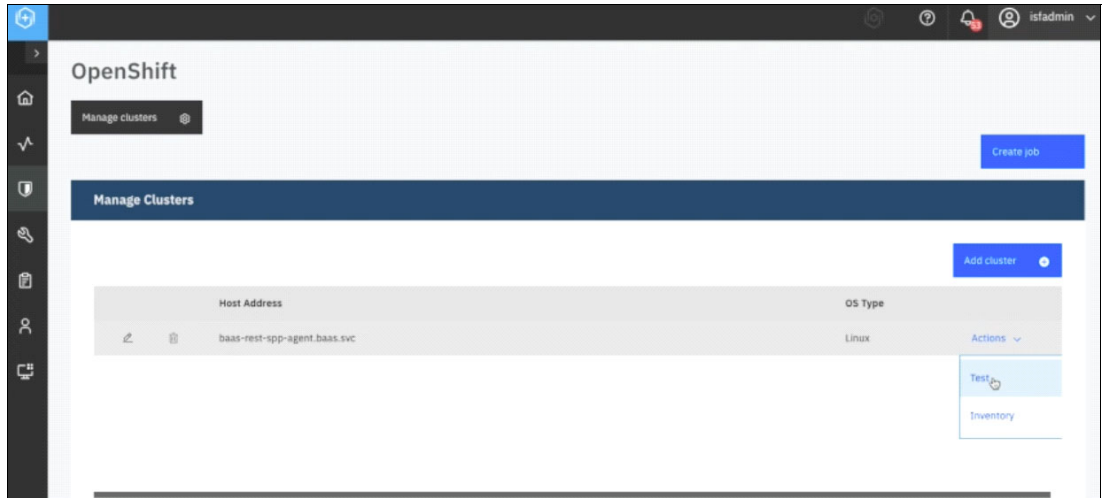 isfadmin
53
OpenShift
Manage clusters
Create job
Manage Clusters
Add cluster
Host Address OS Type
baas-rest-spp-agent.baas.svc Linux Actions
Test
Inventory